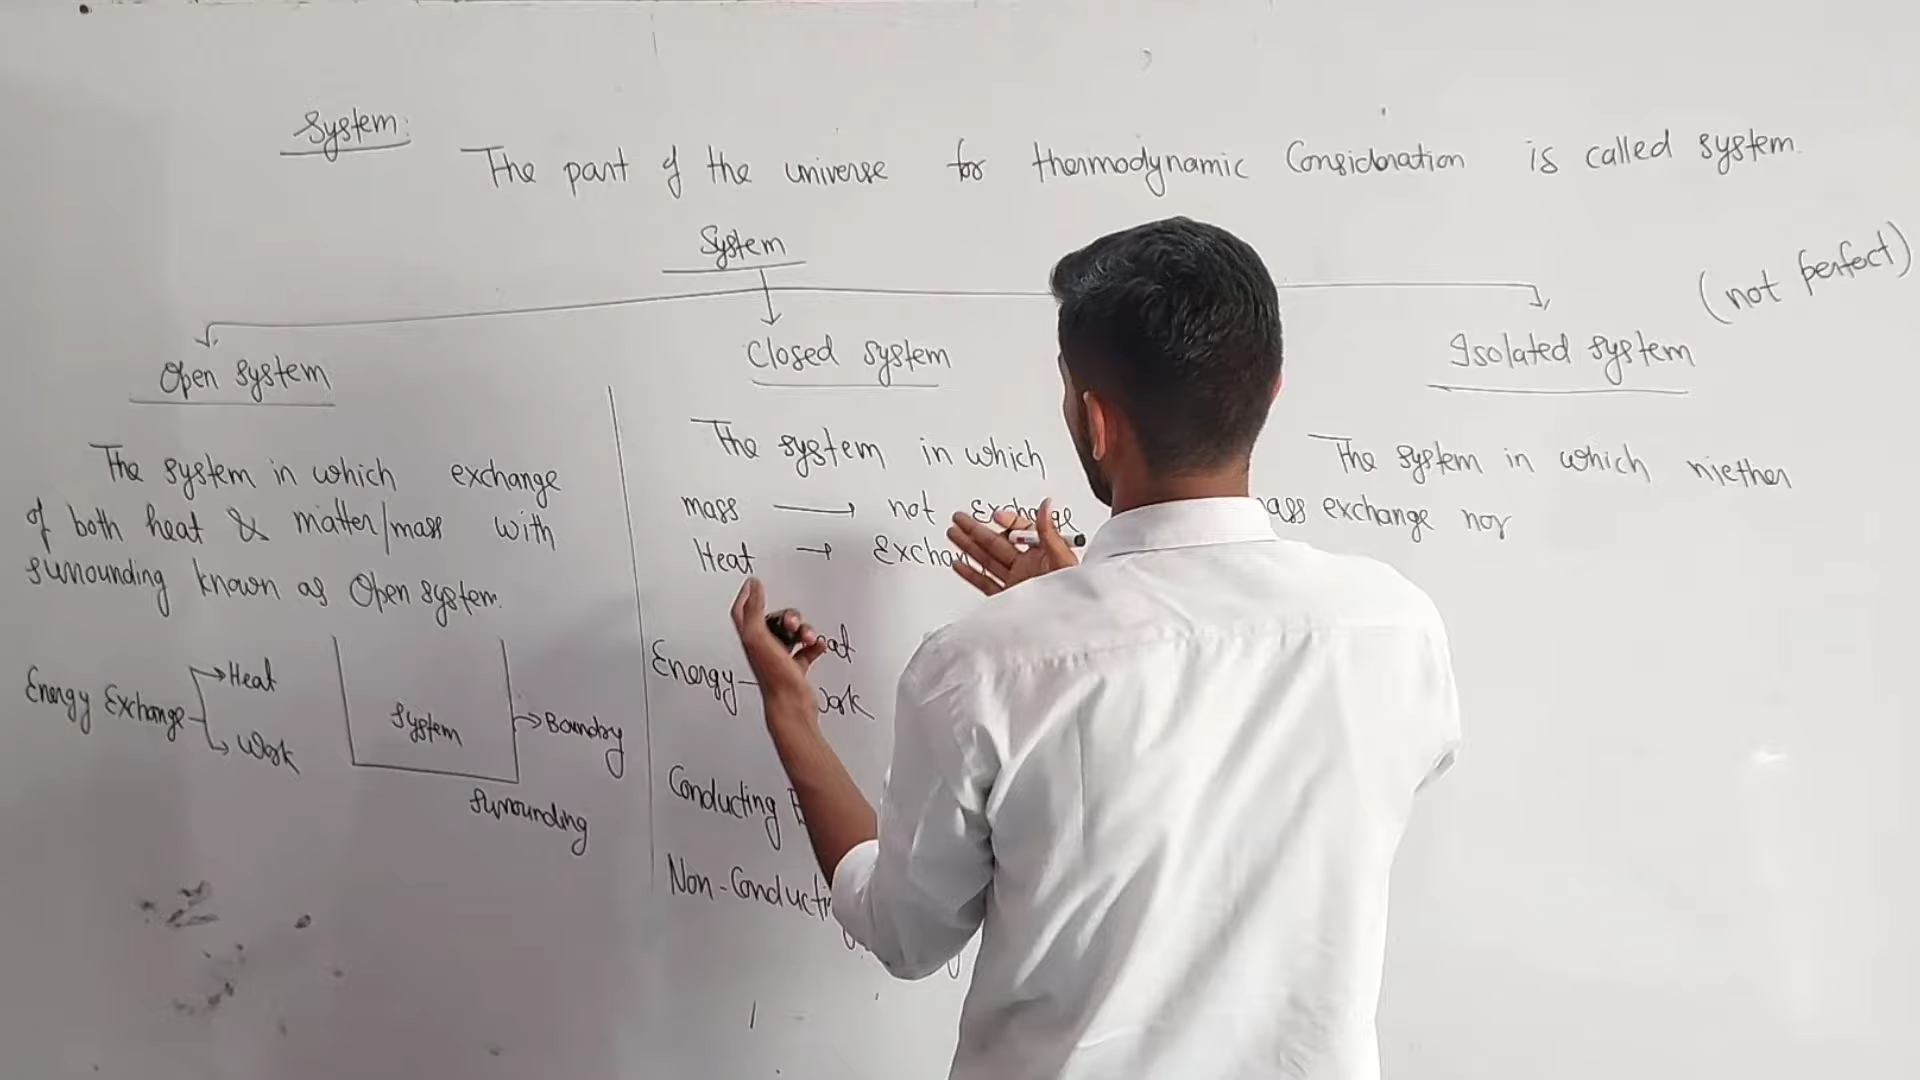 System:
The part of the universe for thermodynamic Consideration is called system.
System
(not perfect)
Open system
The system in which exchange
of both heat & matter/mass with
surrounding known as Open system.
Energy Exchange
Heat
Work
System
Boundry
Surrounding
Closed system
The system in which
mass → not Exchange
Heat →
Energy
Conducting
Isolated system
The system in which niether
exchange nor